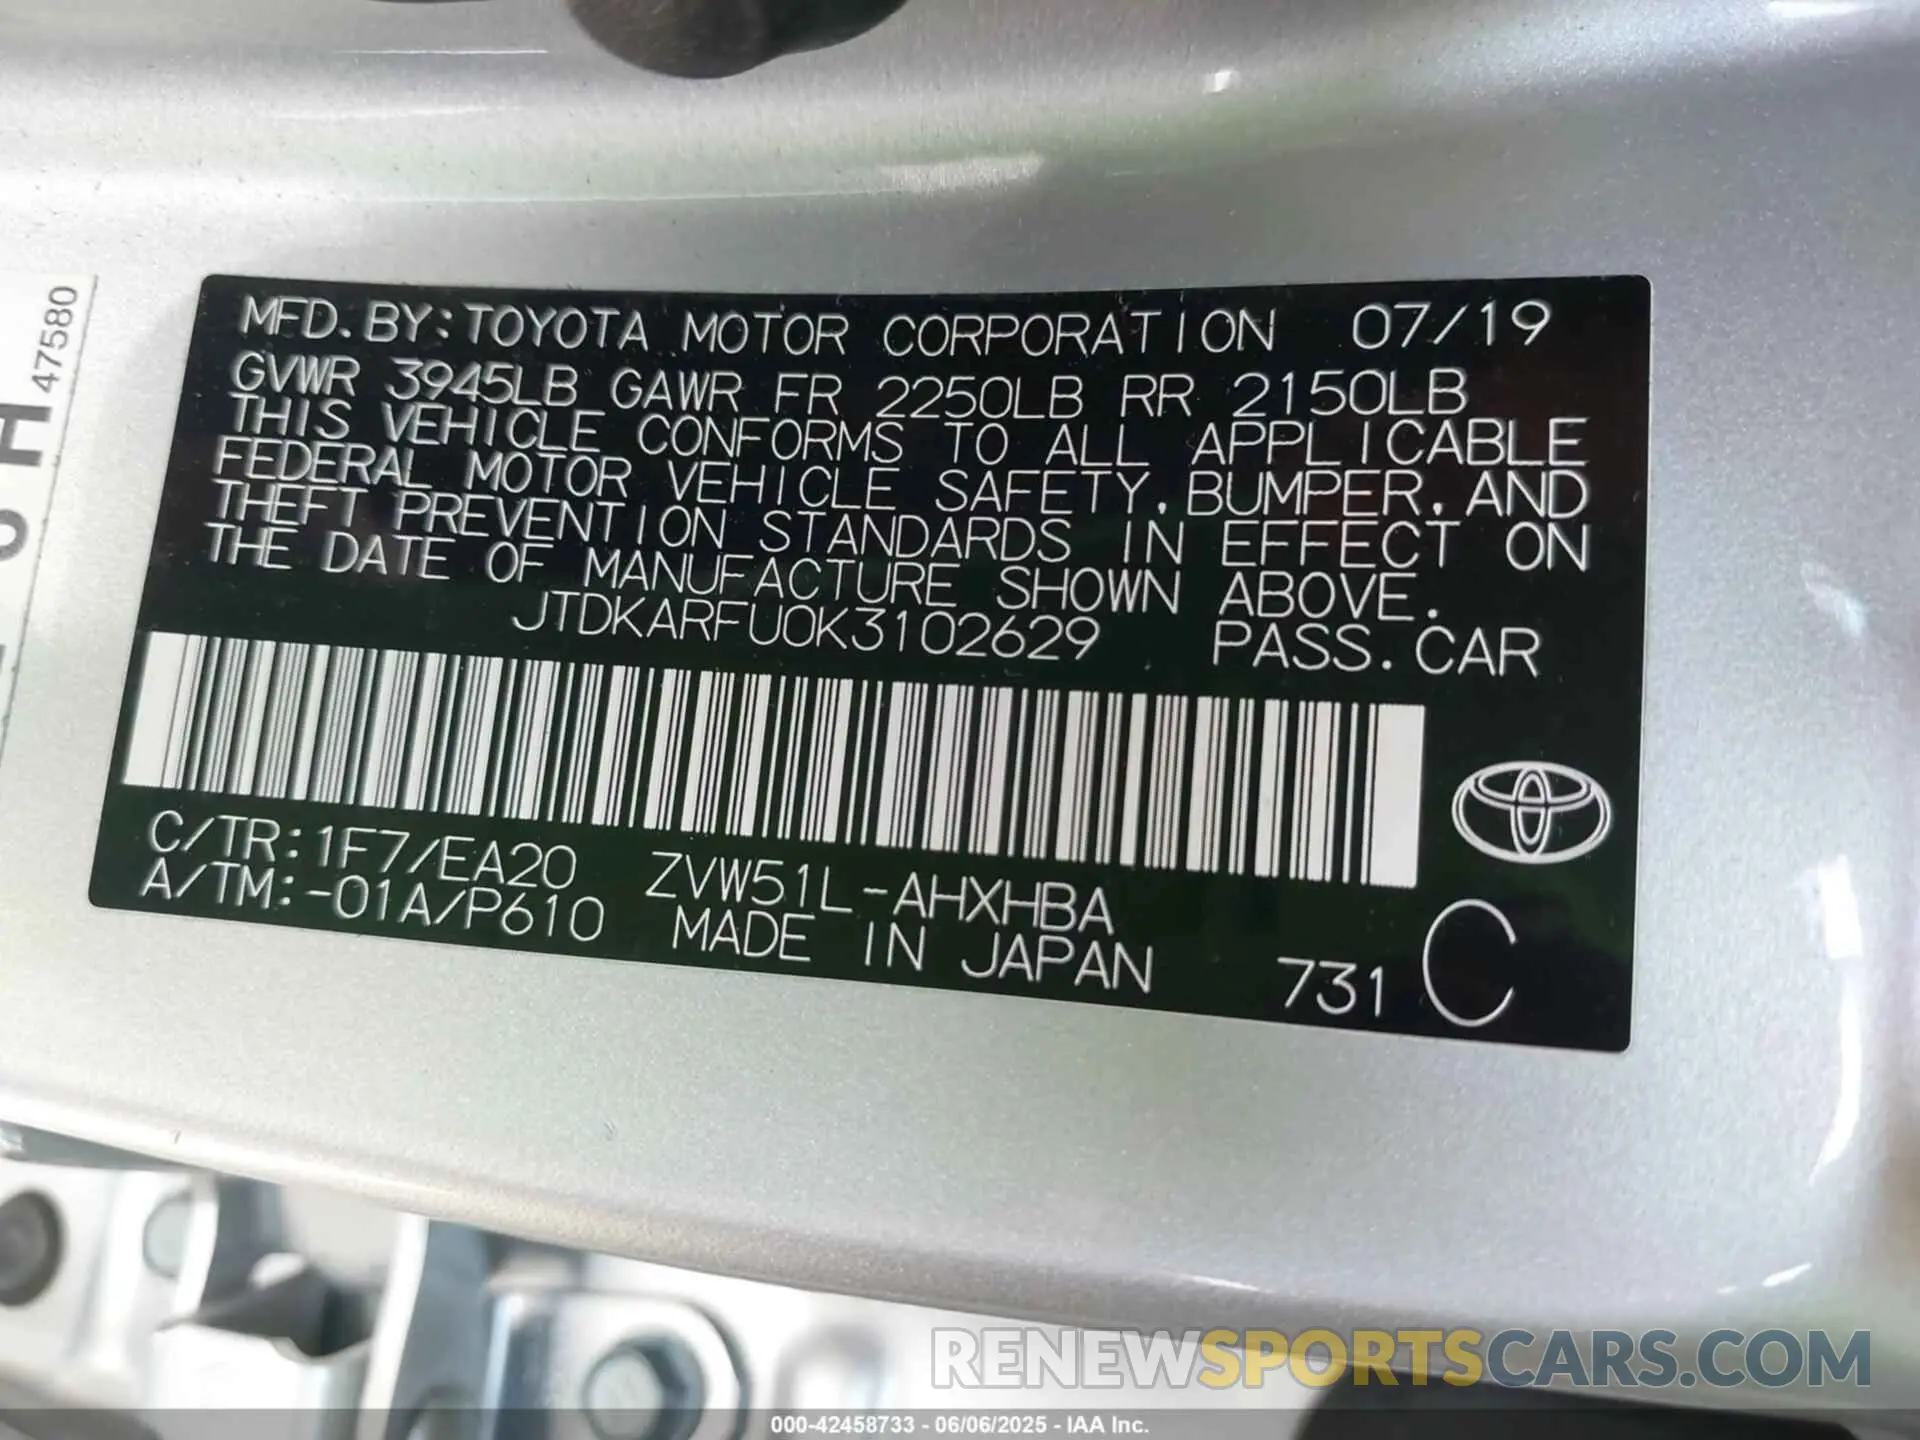 MFD. BY: TOYOTA MOTOR CORPORATION 07/19
GVWR 3945LB GAWR FR 2250LB RR 2150LB
THIS VEHICLE CONFORMS TO ALL APPLICABLE
FEDERAL MOTOR VEHICLE SAFETY, BUMPER, AND
THEFT PREVENTION STANDARDS IN EFFECT ON
THE DATE OF MANUFACTURE SHOWN ABOVE.
JTDKARFU0K3102629 PASS. CAR
C/TR: 1F7/EA20 ZVW51L-AHXHBA
A/TM: -01A/P610 MADE IN JAPAN 731 C
47580
H
RENEWSPORTSCARS.COM
000-42458733 - 06/06/2025 - IAA Inc.